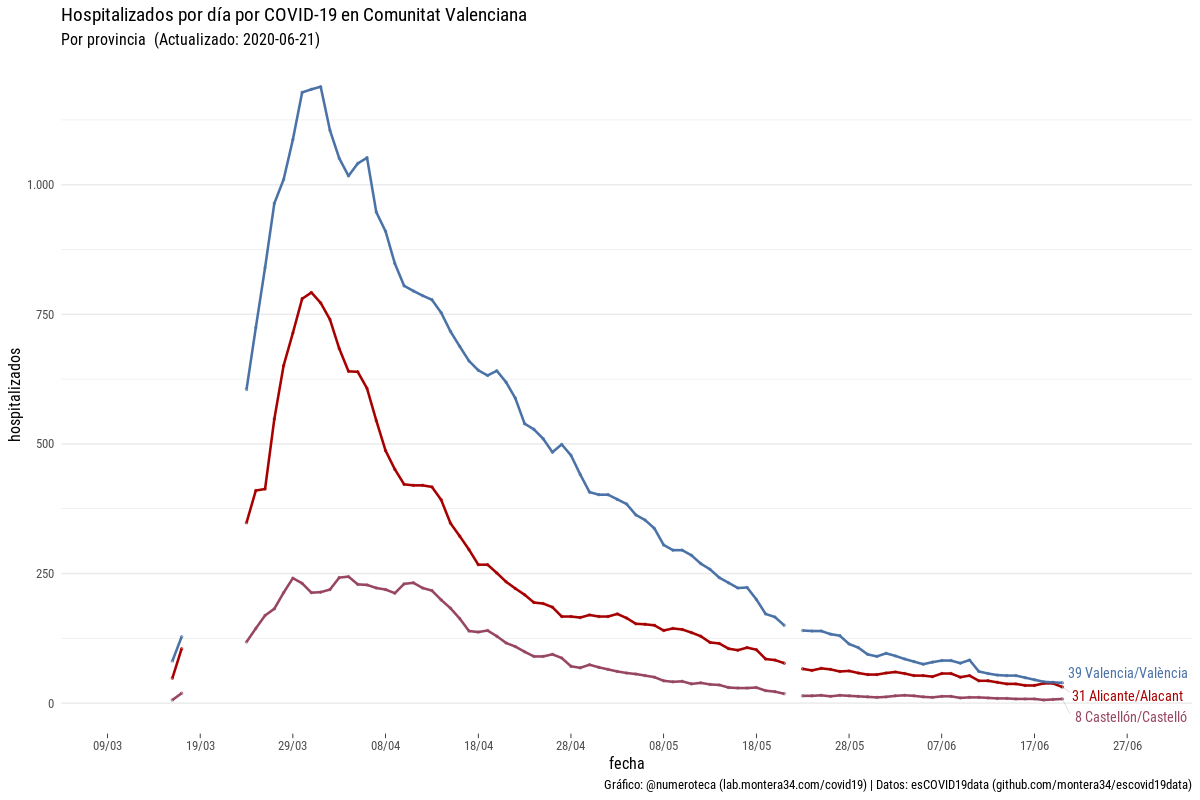 Hospitalizados por día por COVID-19 en Comunitat Valenciana
Por provincia  (Actualizado: 2020-06-21)
hospitalizados
1.000
750
500
250
0
39 Valencia/València
31 Alicante/Alacant
8 Castellón/Castelló
09/03
19/03
29/03
08/04
18/04
28/04
08/05
18/05
28/05
07/06
17/06
27/06
fecha
Gráfico: @numeroteca (lab.montera34.com/covid19) | Datos: esCOVID19data (github.com/montera34/escovid19data)